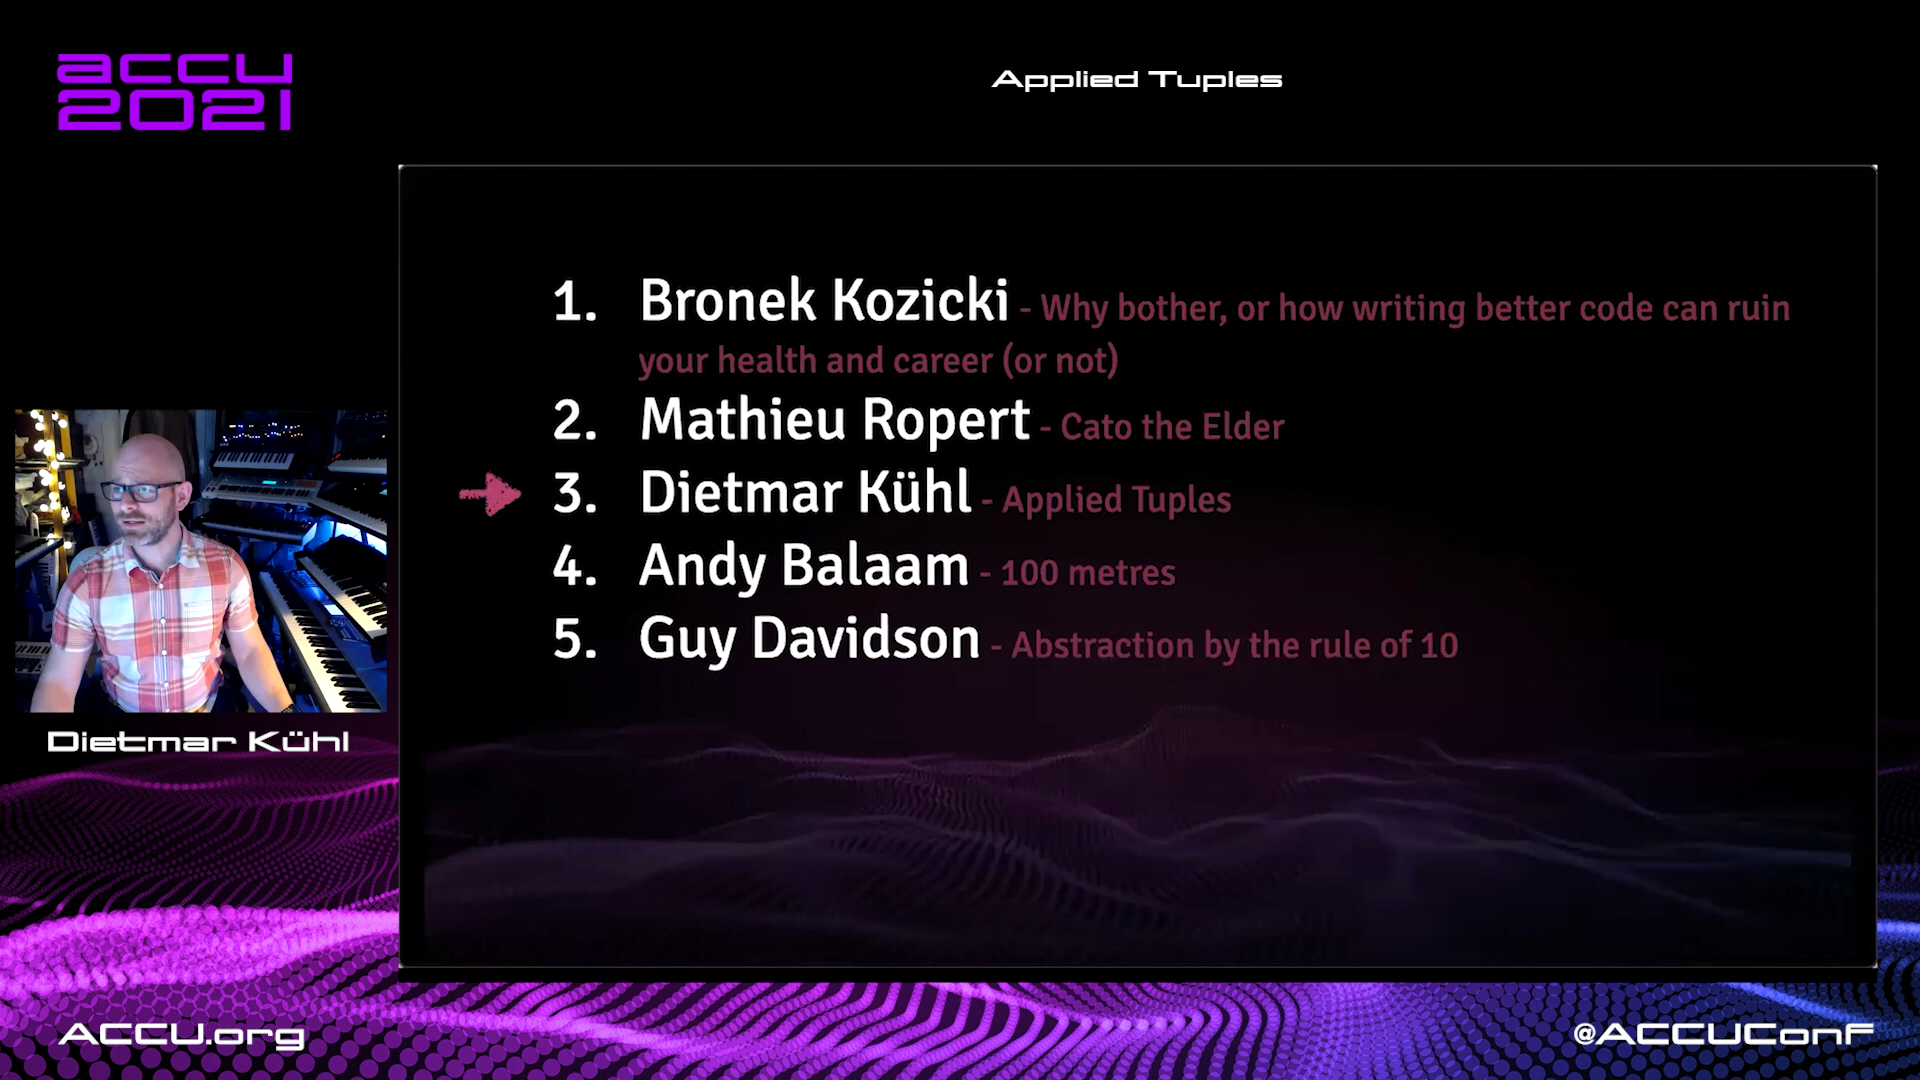 accu
2021
Applied Tuples
1. Bronek Kozicki - Why bother, or how writing better code can ruin
your health and career (or not)
2. Mathieu Ropert - Cato the Elder
3. Dietmar Kühl - Applied Tuples
4. Andy Balaam - 100 metres
5. Guy Davidson - Abstraction by the rule of 10
Dietmar Kühl
ACCU.org
@ACCUConf